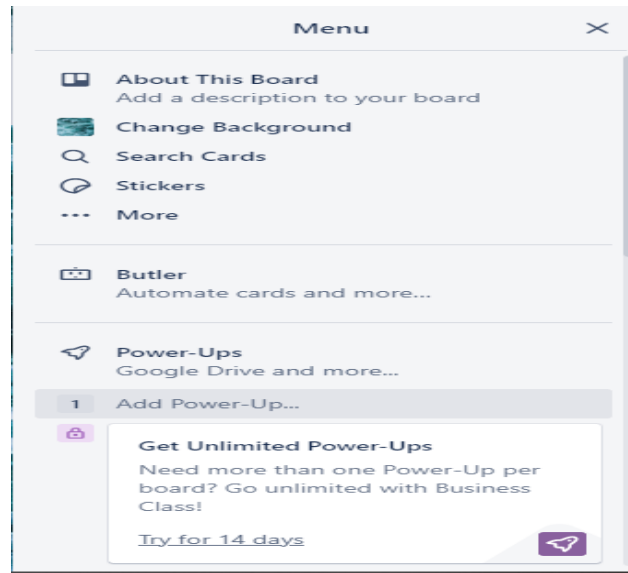 Menu
About This Board
Add a description to your board
Change Background
Search Cards
Stickers
More
Butler
Automate cards and more...
Power-Ups
Google Drive and more...
1 Add Power-Up...
Get Unlimited Power-Ups
Need more than one Power-Up per
board? Go unlimited with Business
Class!
Try for 14 days